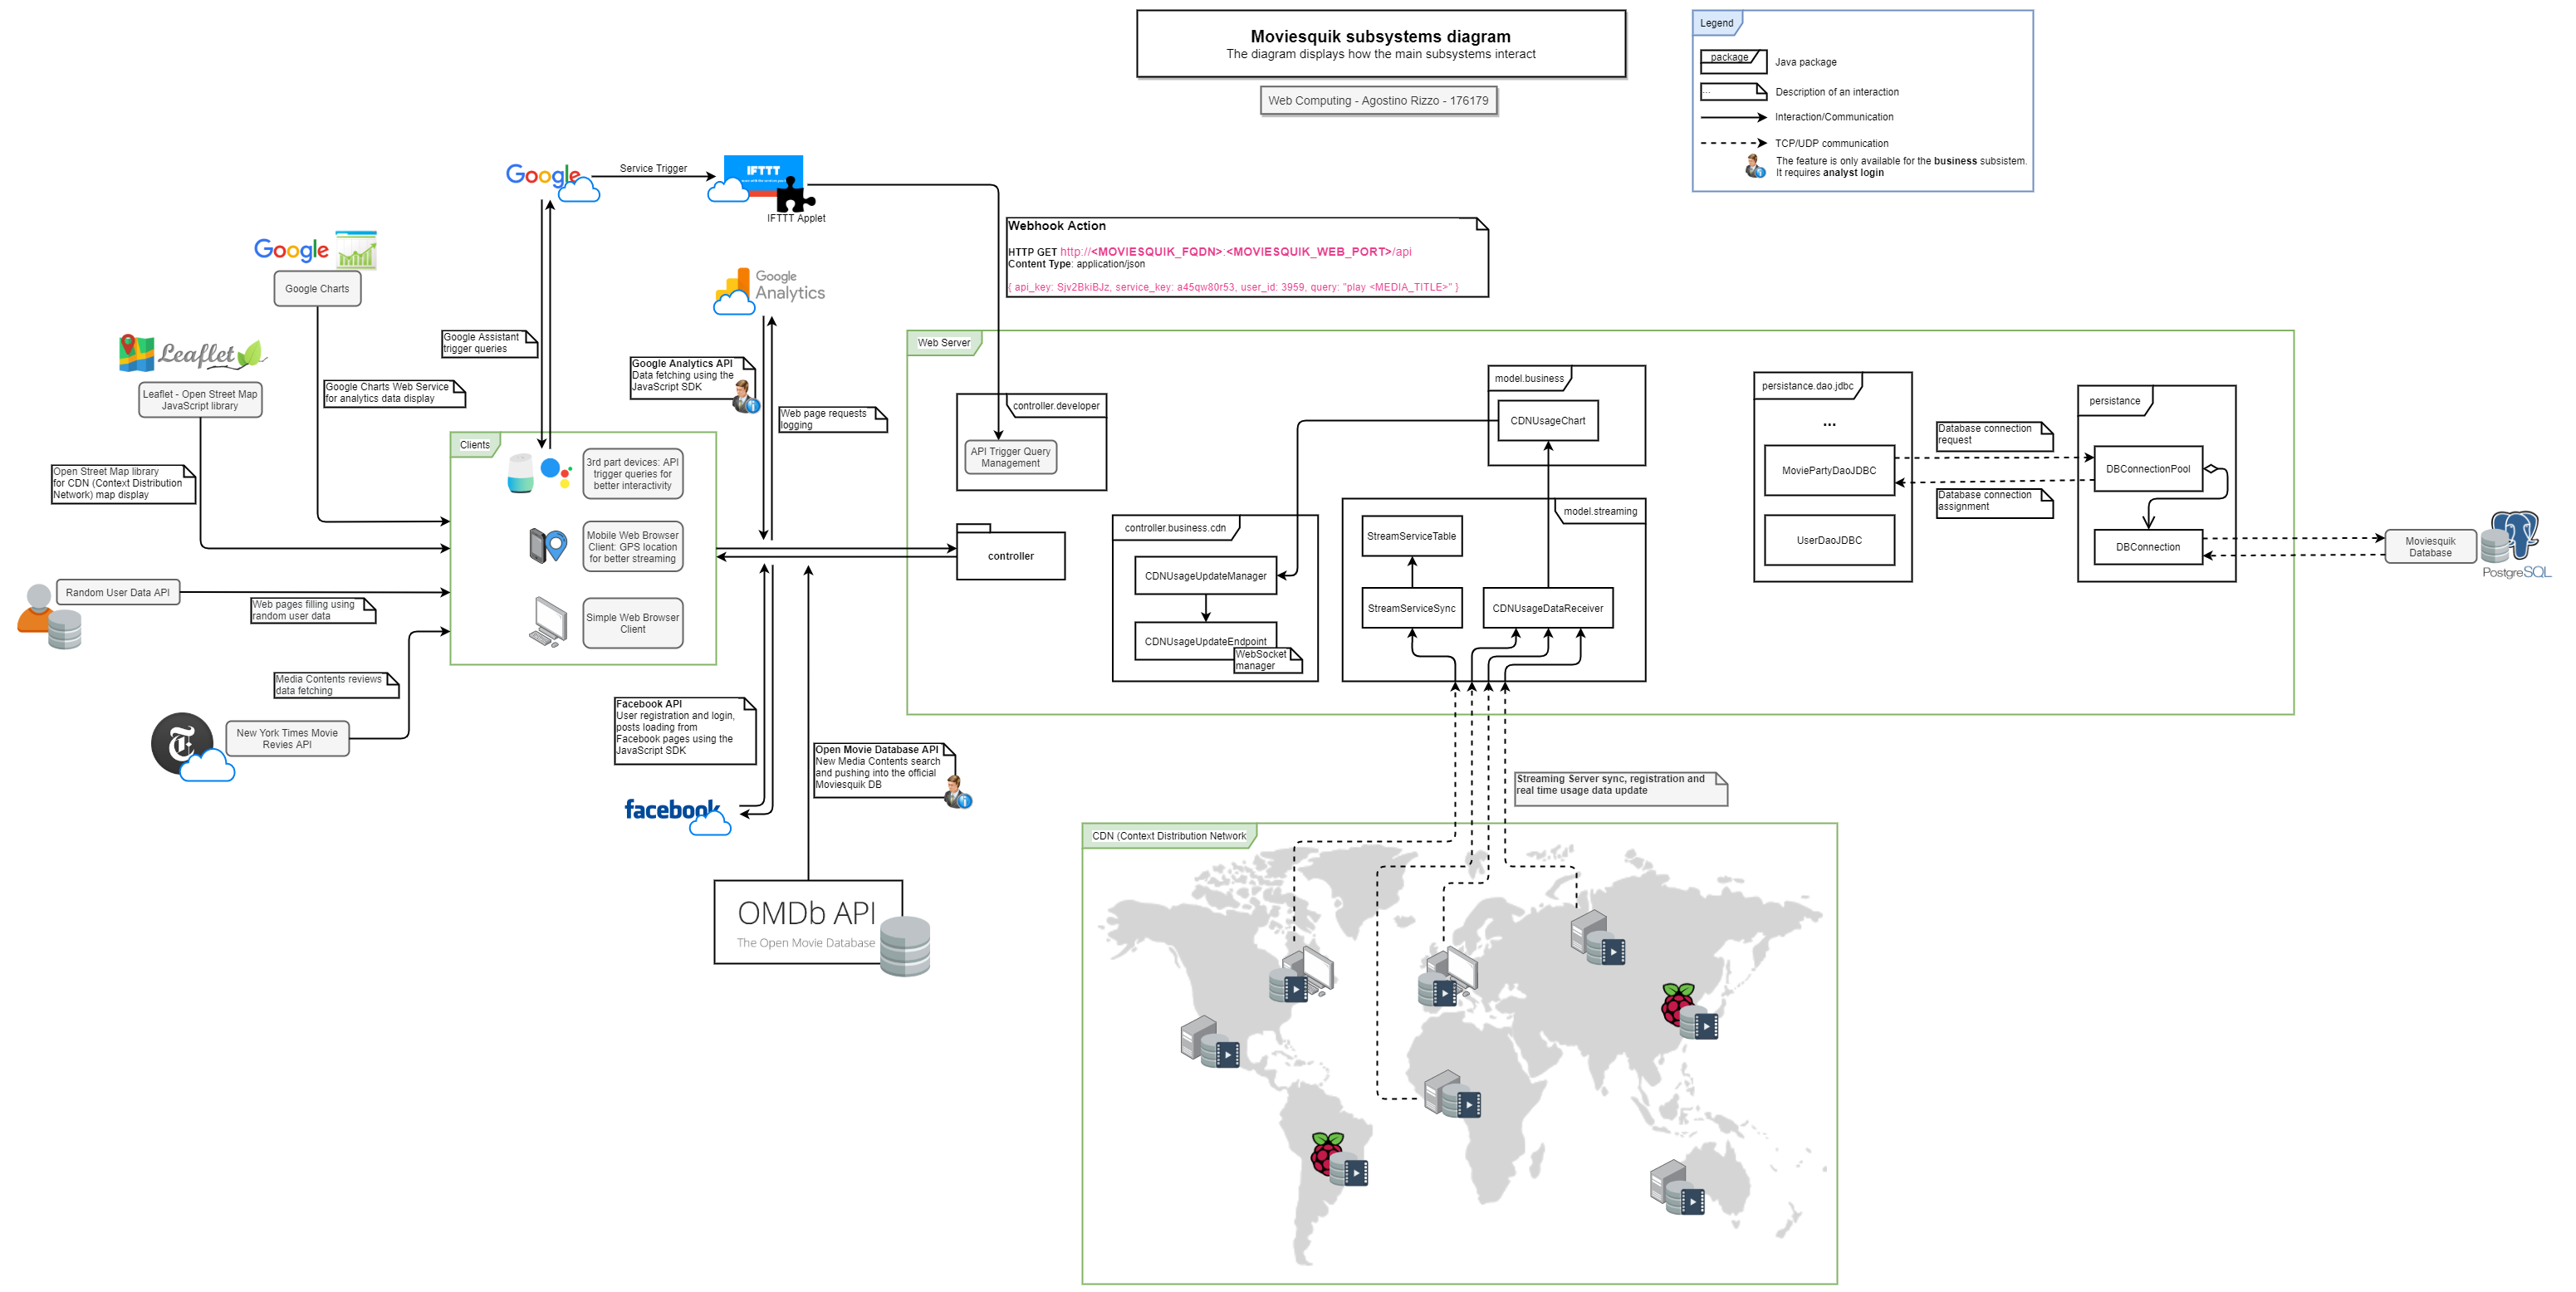 Moviesquik subsystems diagram
The diagram displays how the main subsystems interact
Web Computing - Agostino Rizzo - 176179
Legend
package
Java package
...
Description of an interaction
Interaction/Communication
TCP/UDP communication
The feature is only available for the business subsistem.
It requires analyst login
Google
Service Trigger
IFTTT
IFTTT Applet
Webhook Action
HTTP GET http://<MOVIESQUIK_FQDN>:<MOVIESQUIK_WEB_PORT>/api
Content Type: application/json
{ api_key: Sjv2BkiBJz, service_key: a45qw80r53, user_id: 3959, query: "play <MEDIA_TITLE>" }
Google
Google Charts
Google
Analytics
Leaflet
Leaflet - Open Street Map
JavaScript library
Google Assistant
trigger queries
Google Charts Web Service
for analytics data display
Google Analytics API
Data fetching using the
JavaScript SDK
Web page requests
logging
Open Street Map library
for CDN (Context Distribution
Network) map display
Clients
3rd part devices: API
trigger queries for
better interactivity
Mobile Web Browser
Client: GPS location
for better streaming
Simple Web Browser
Client
Random User Data API
Web pages filling using
random user data
Media Contents reviews
data fetching
T
New York Times Movie
Revies API
Facebook API
User registration and login,
posts loading from
Facebook pages using the
JavaScript SDK
facebook
Open Movie Database API
New Media Contents search
and pushing into the official
Moviesquik DB
OMDb API
The Open Movie Database
Web Server
controller.developer
API Trigger Query
Management
controller
controller.business.cdn
CDNUsageUpdateManager
CDNUsageUpdateEndpoint
WebSocket
manager
model.business
CDNUsageChart
model.streaming
StreamServiceTable
StreamServiceSync
CDNUsageDataReceiver
persistance.dao.jdbc
...
MoviePartyDaoJDBC
UserDaoJDBC
Database connection
request
Database connection
assignment
persistance
DBConnectionPool
DBConnection
Moviesquik
Database
PostgreSQL
Streaming Server sync, registration and
real time usage data update
CDN (Context Distribution Network